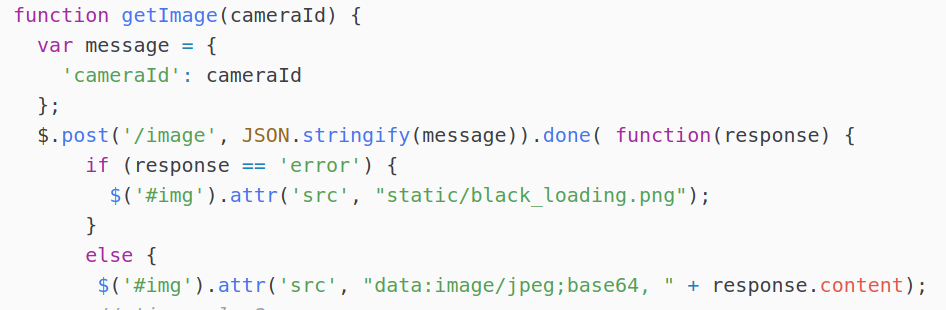 function getImage(cameraId) {
  var message = {
    'cameraId': cameraId
  };
  $.post('/image', JSON.stringify(message)).done( function(response) {
      if (response == 'error') {
        $('#img').attr('src', "static/black_loading.png");
      }
      else {
       $('#img').attr('src', "data:image/jpeg;base64, " + response.content);